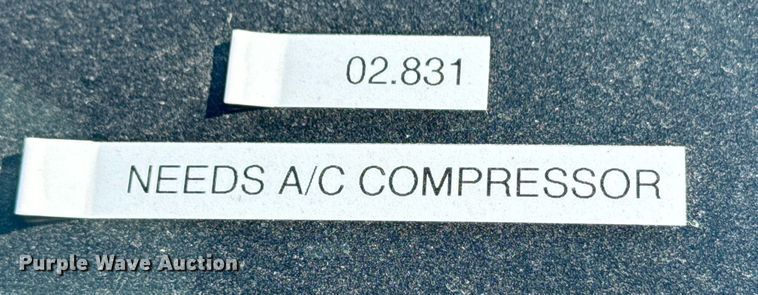 02.831
NEEDS A/C COMPRESSOR
Purple Wave Auction